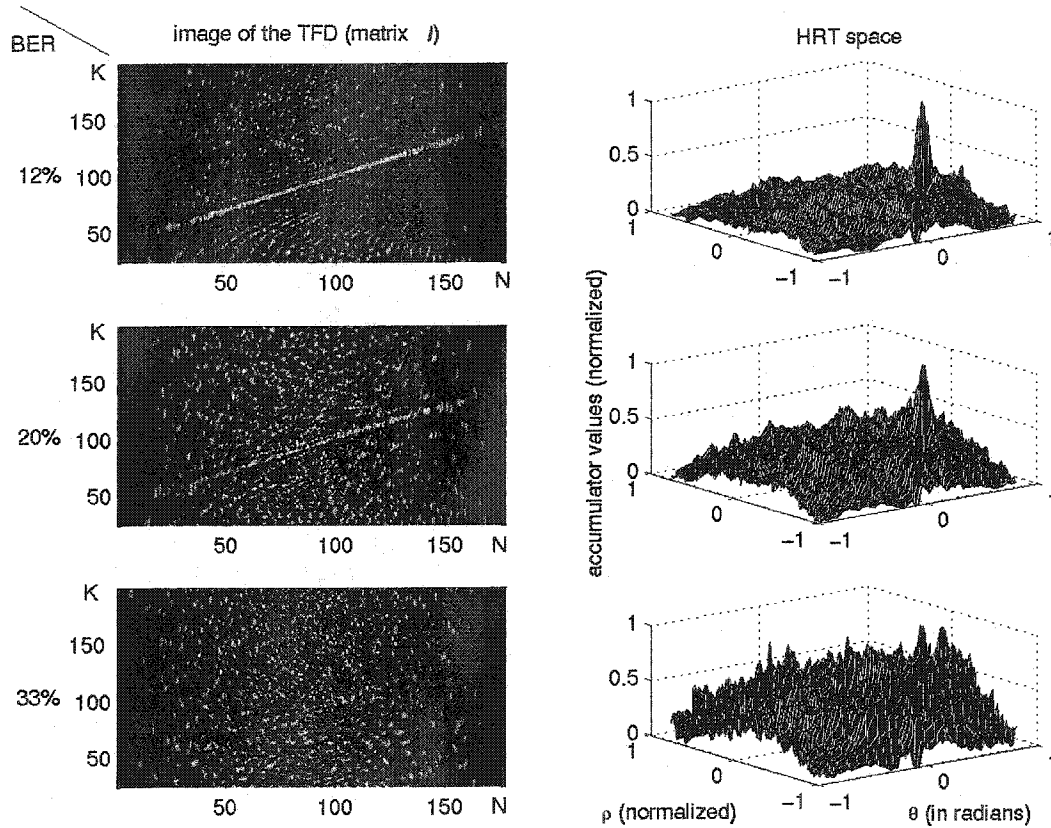 BER
image of the TFD (matrix I)
HRT space
12%
K
150
100
50
50 100 150 N
1
0.5
0
1 0 -1 -1 0 1
20%
K
150
100
50
50 100 150 N
1
0.5
0
1 0 -1 -1 0
33%
K
150
100
50
50 100 150 N
1
0.5
0
1 0 -1 -1 0
accumulator values (normalized)
ρ (normalized)
θ (in radians)